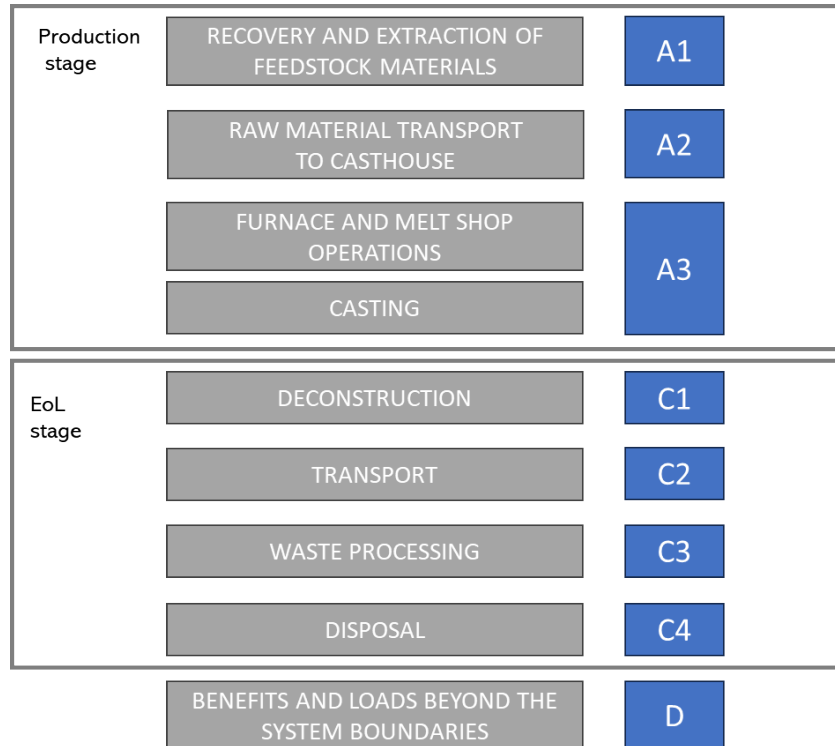 Production
stage
RECOVERY AND EXTRACTION OF
FEEDSTOCK MATERIALS
A1
RAW MATERIAL TRANSPORT
TO CASTHOUSE
A2
FURNACE AND MELT SHOP
OPERATIONS
CASTING
A3
EoL
stage
DECONSTRUCTION
C1
TRANSPORT
C2
WASTE PROCESSING
C3
DISPOSAL
C4
BENEFITS AND LOADS BEYOND THE
SYSTEM BOUNDARIES
D